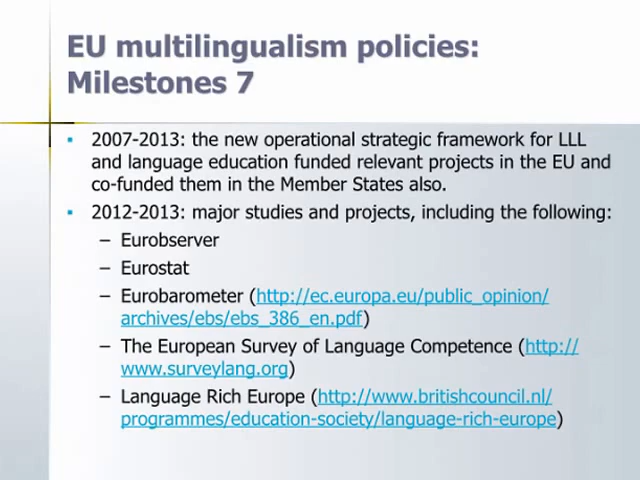 EU multilingualism policies:
Milestones 7
▪ 2007-2013: the new operational strategic framework for LLL
and language education funded relevant projects in the EU and
co-funded them in the Member States also.
▪ 2012-2013: major studies and projects, including the following:
– Eurobserver
– Eurostat
– Eurobarometer (http://ec.europa.eu/public_opinion/
archives/ebs/ebs_386_en.pdf)
– The European Survey of Language Competence (http://
www.surveylang.org)
– Language Rich Europe (http://www.britishcouncil.nl/
programmes/education-society/language-rich-europe)